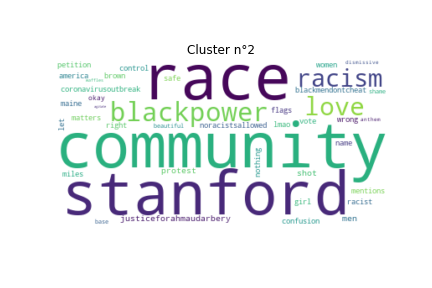 Cluster n°2
women dismissive
petition control
race
america brown safe racism
coronavirusoutbreak blackmendontcheat shame
okay love
maine blackpower flags
wrong anthem
matters vote
let right beautiful noracistsallowed lmao
community
name
nothing
miles protest shot
stanford
mentions
girl racist
justiceforahmaudarbery men
base confusion